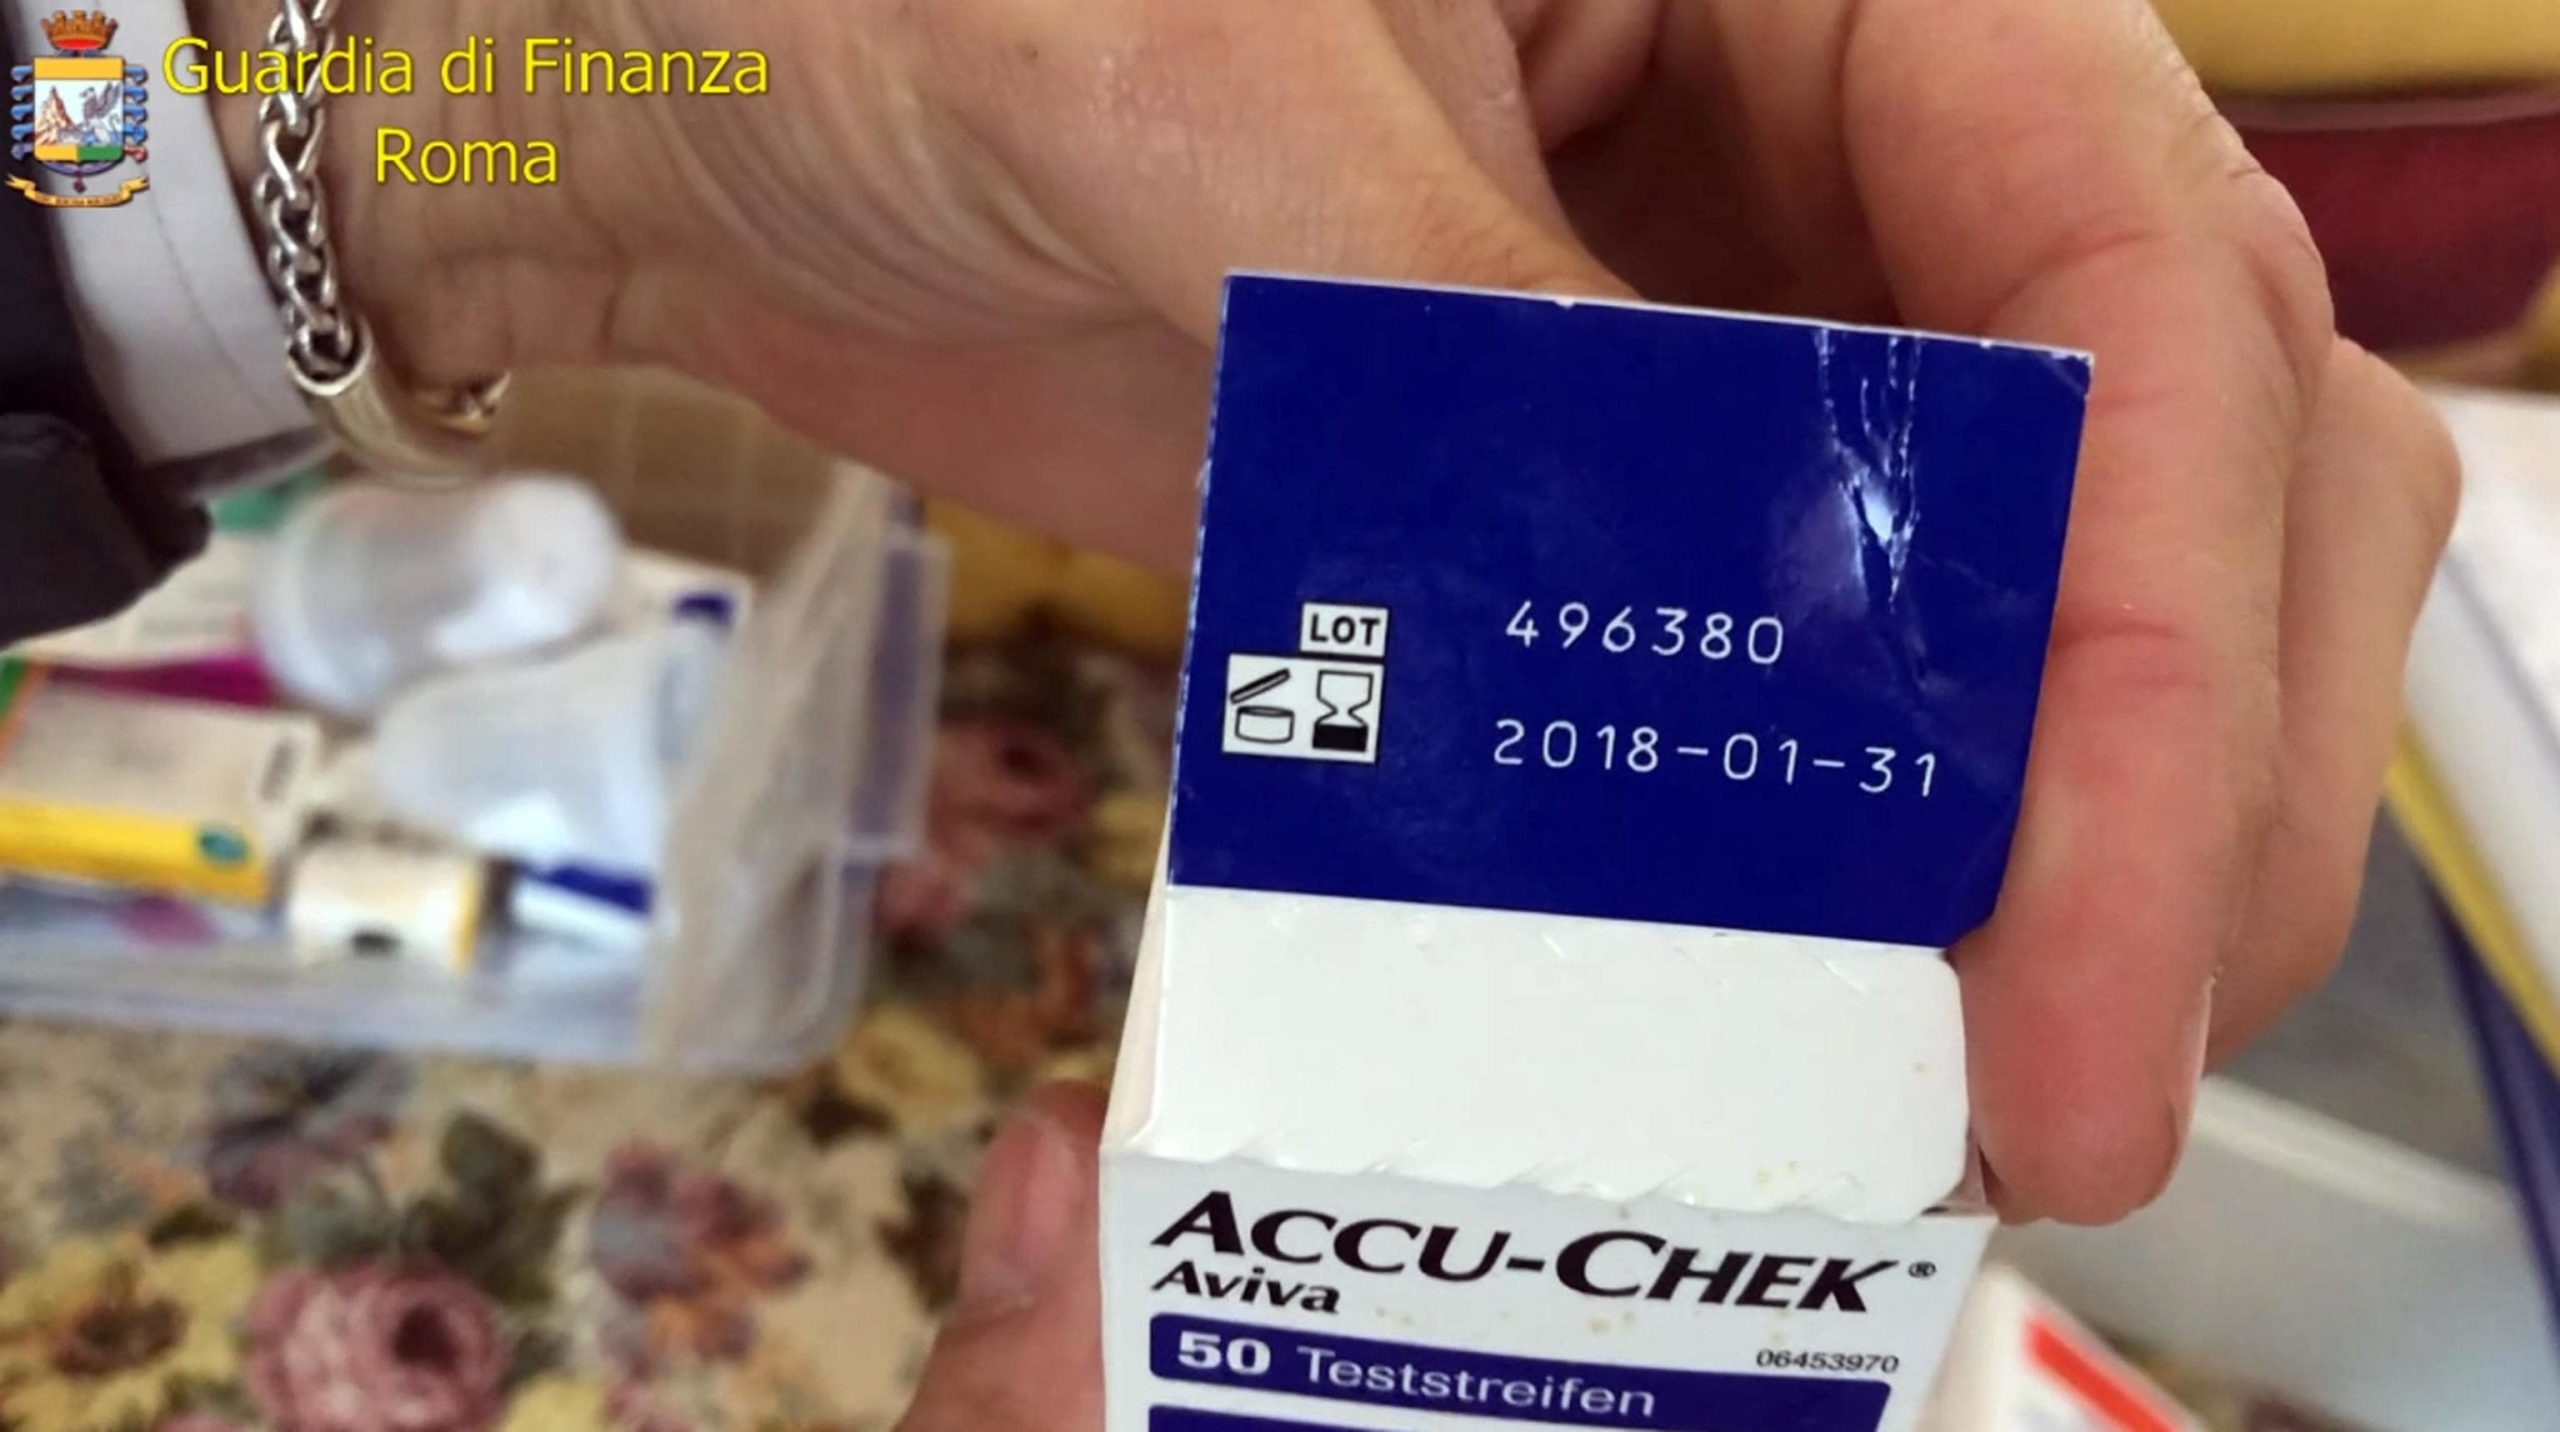 Guardia di Finanza
Roma
LOT 496380
2018-01-31
ACCU-CHEK®
Aviva
06453970
50 Teststreifen